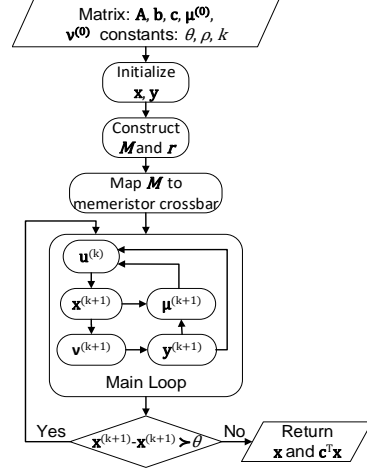 Matrix: A, b, c, μ⁽⁰⁾,
ν⁽⁰⁾ constants: θ, ρ, k
Initialize
x, y
Construct
M and r
Map M to
memeristor crossbar
u⁽ᵏ⁾
x⁽ᵏ⁺¹⁾
μ⁽ᵏ⁺¹⁾
ν⁽ᵏ⁺¹⁾
y⁽ᵏ⁺¹⁾
Main Loop
Yes
x⁽ᵏ⁺¹⁾-x⁽ᵏ⁺¹⁾≻θ
No
Return
x and cᵀx